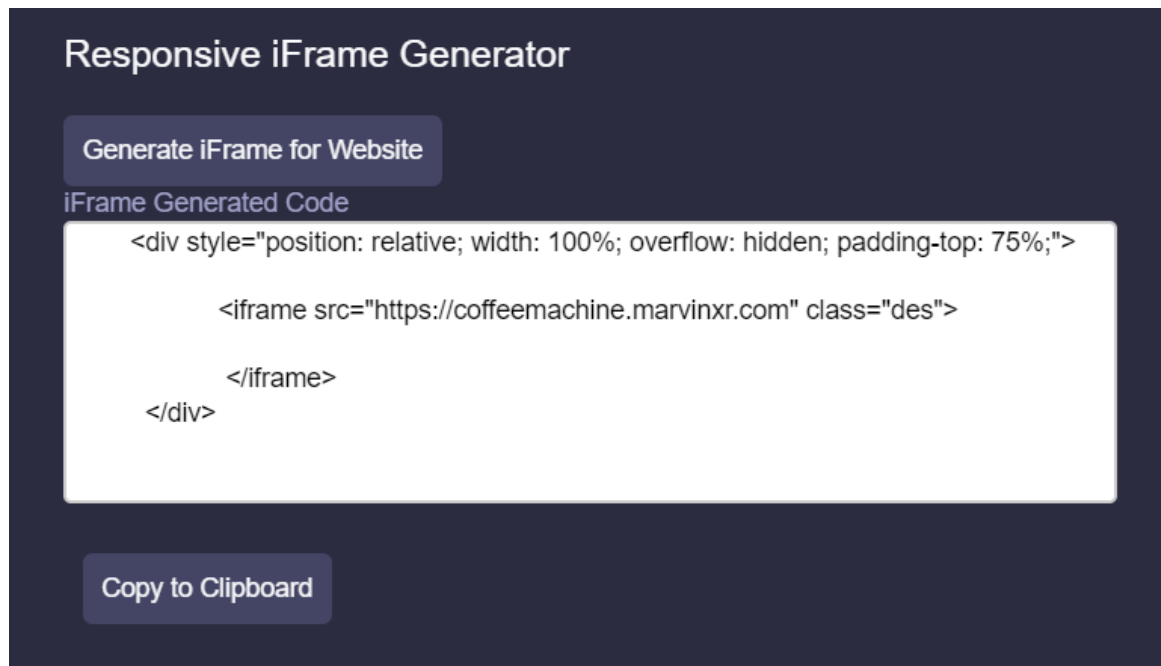 Responsive iFrame Generator
Generate iFrame for Website
iFrame Generated Code
<div style="position: relative; width: 100%; overflow: hidden; padding-top: 75%;">
<iframe src="https://coffeemachine.marvinxr.com" class="des">
</iframe>
</div>
Copy to Clipboard